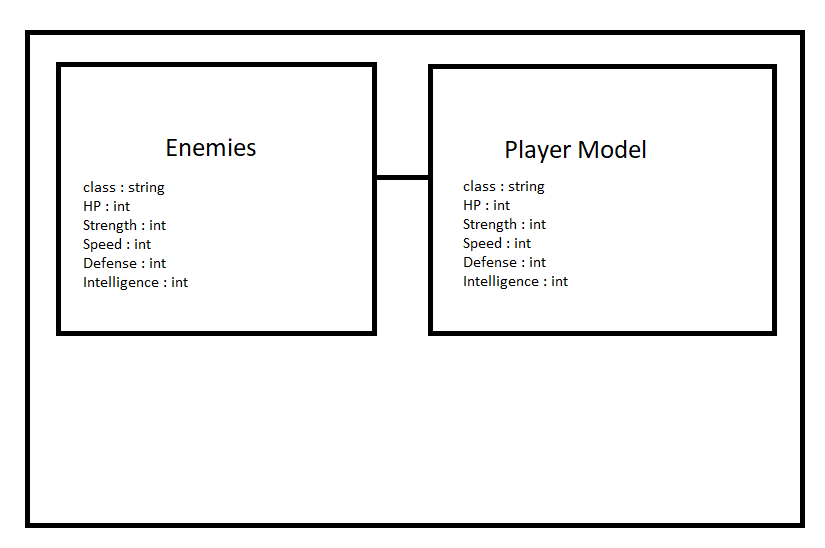 Enemies
class : string
HP : int
Strength : int
Speed : int
Defense : int
Intelligence : int
Player Model
class : string
HP : int
Strength : int
Speed : int
Defense : int
Intelligence : int